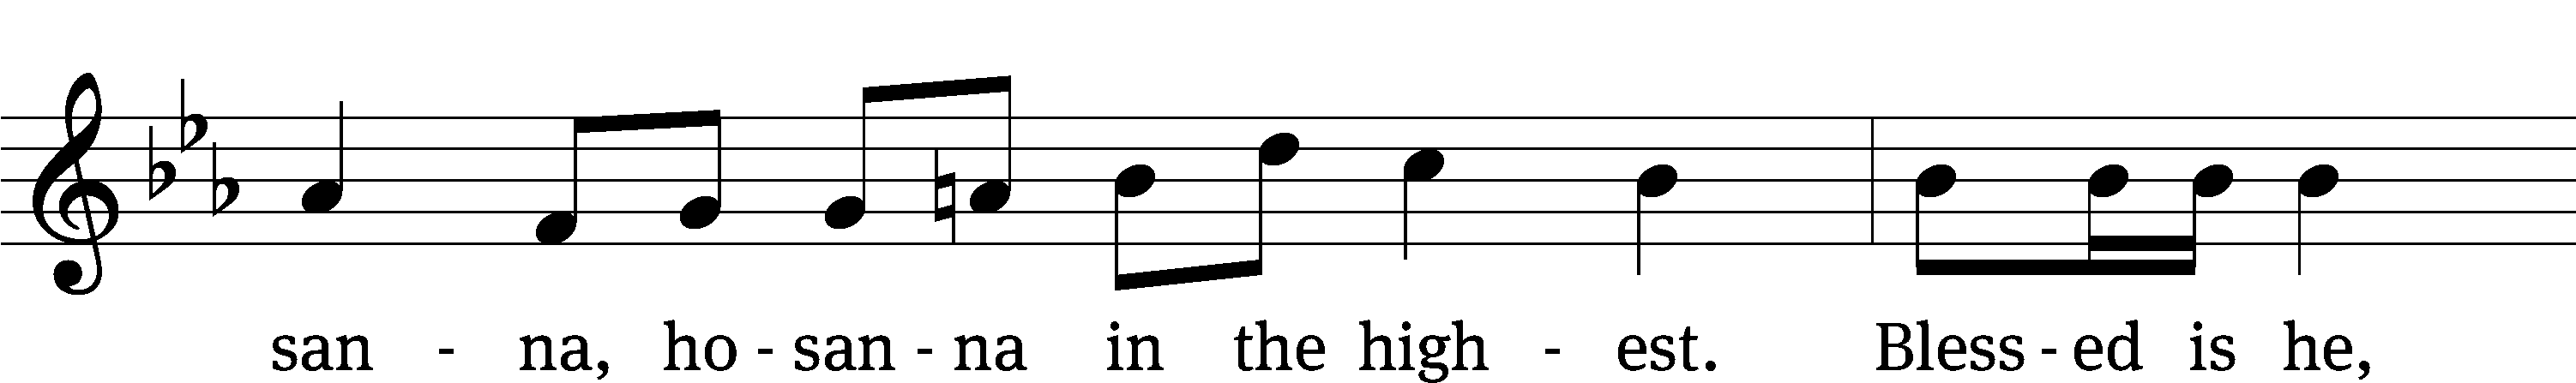 san - na, ho - san - na in the high - est. Bless - ed is he,